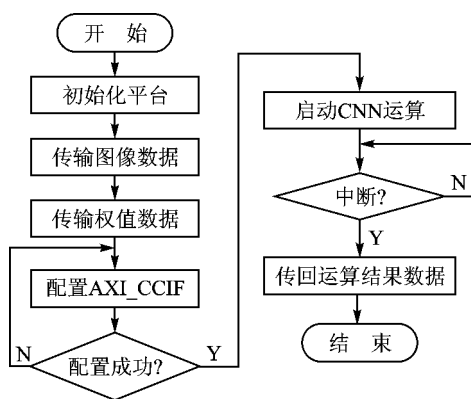 开 始
初始化平台
传输图像数据
传输权值数据
配置AXI_CCIF
配置成功?
N
Y
启动CNN运算
中断?
N
Y
传回运算结果数据
结 束